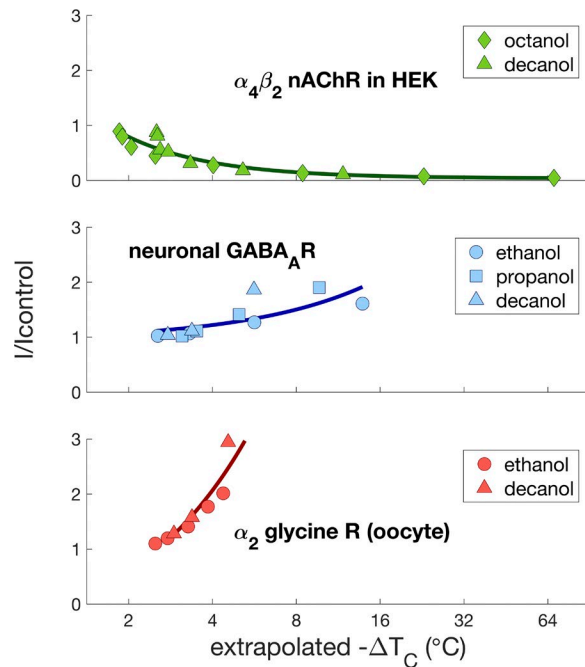 3
octanol
decanol
α4β2 nAChR in HEK
2
1
0
3
neuronal GABAAR
ethanol
propanol
decanol
2
1
0
I/Icontrol
3
ethanol
decanol
2
α2 glycine R (oocyte)
1
0
2 4 8 16 32 64
extrapolated -ΔTC (°C)